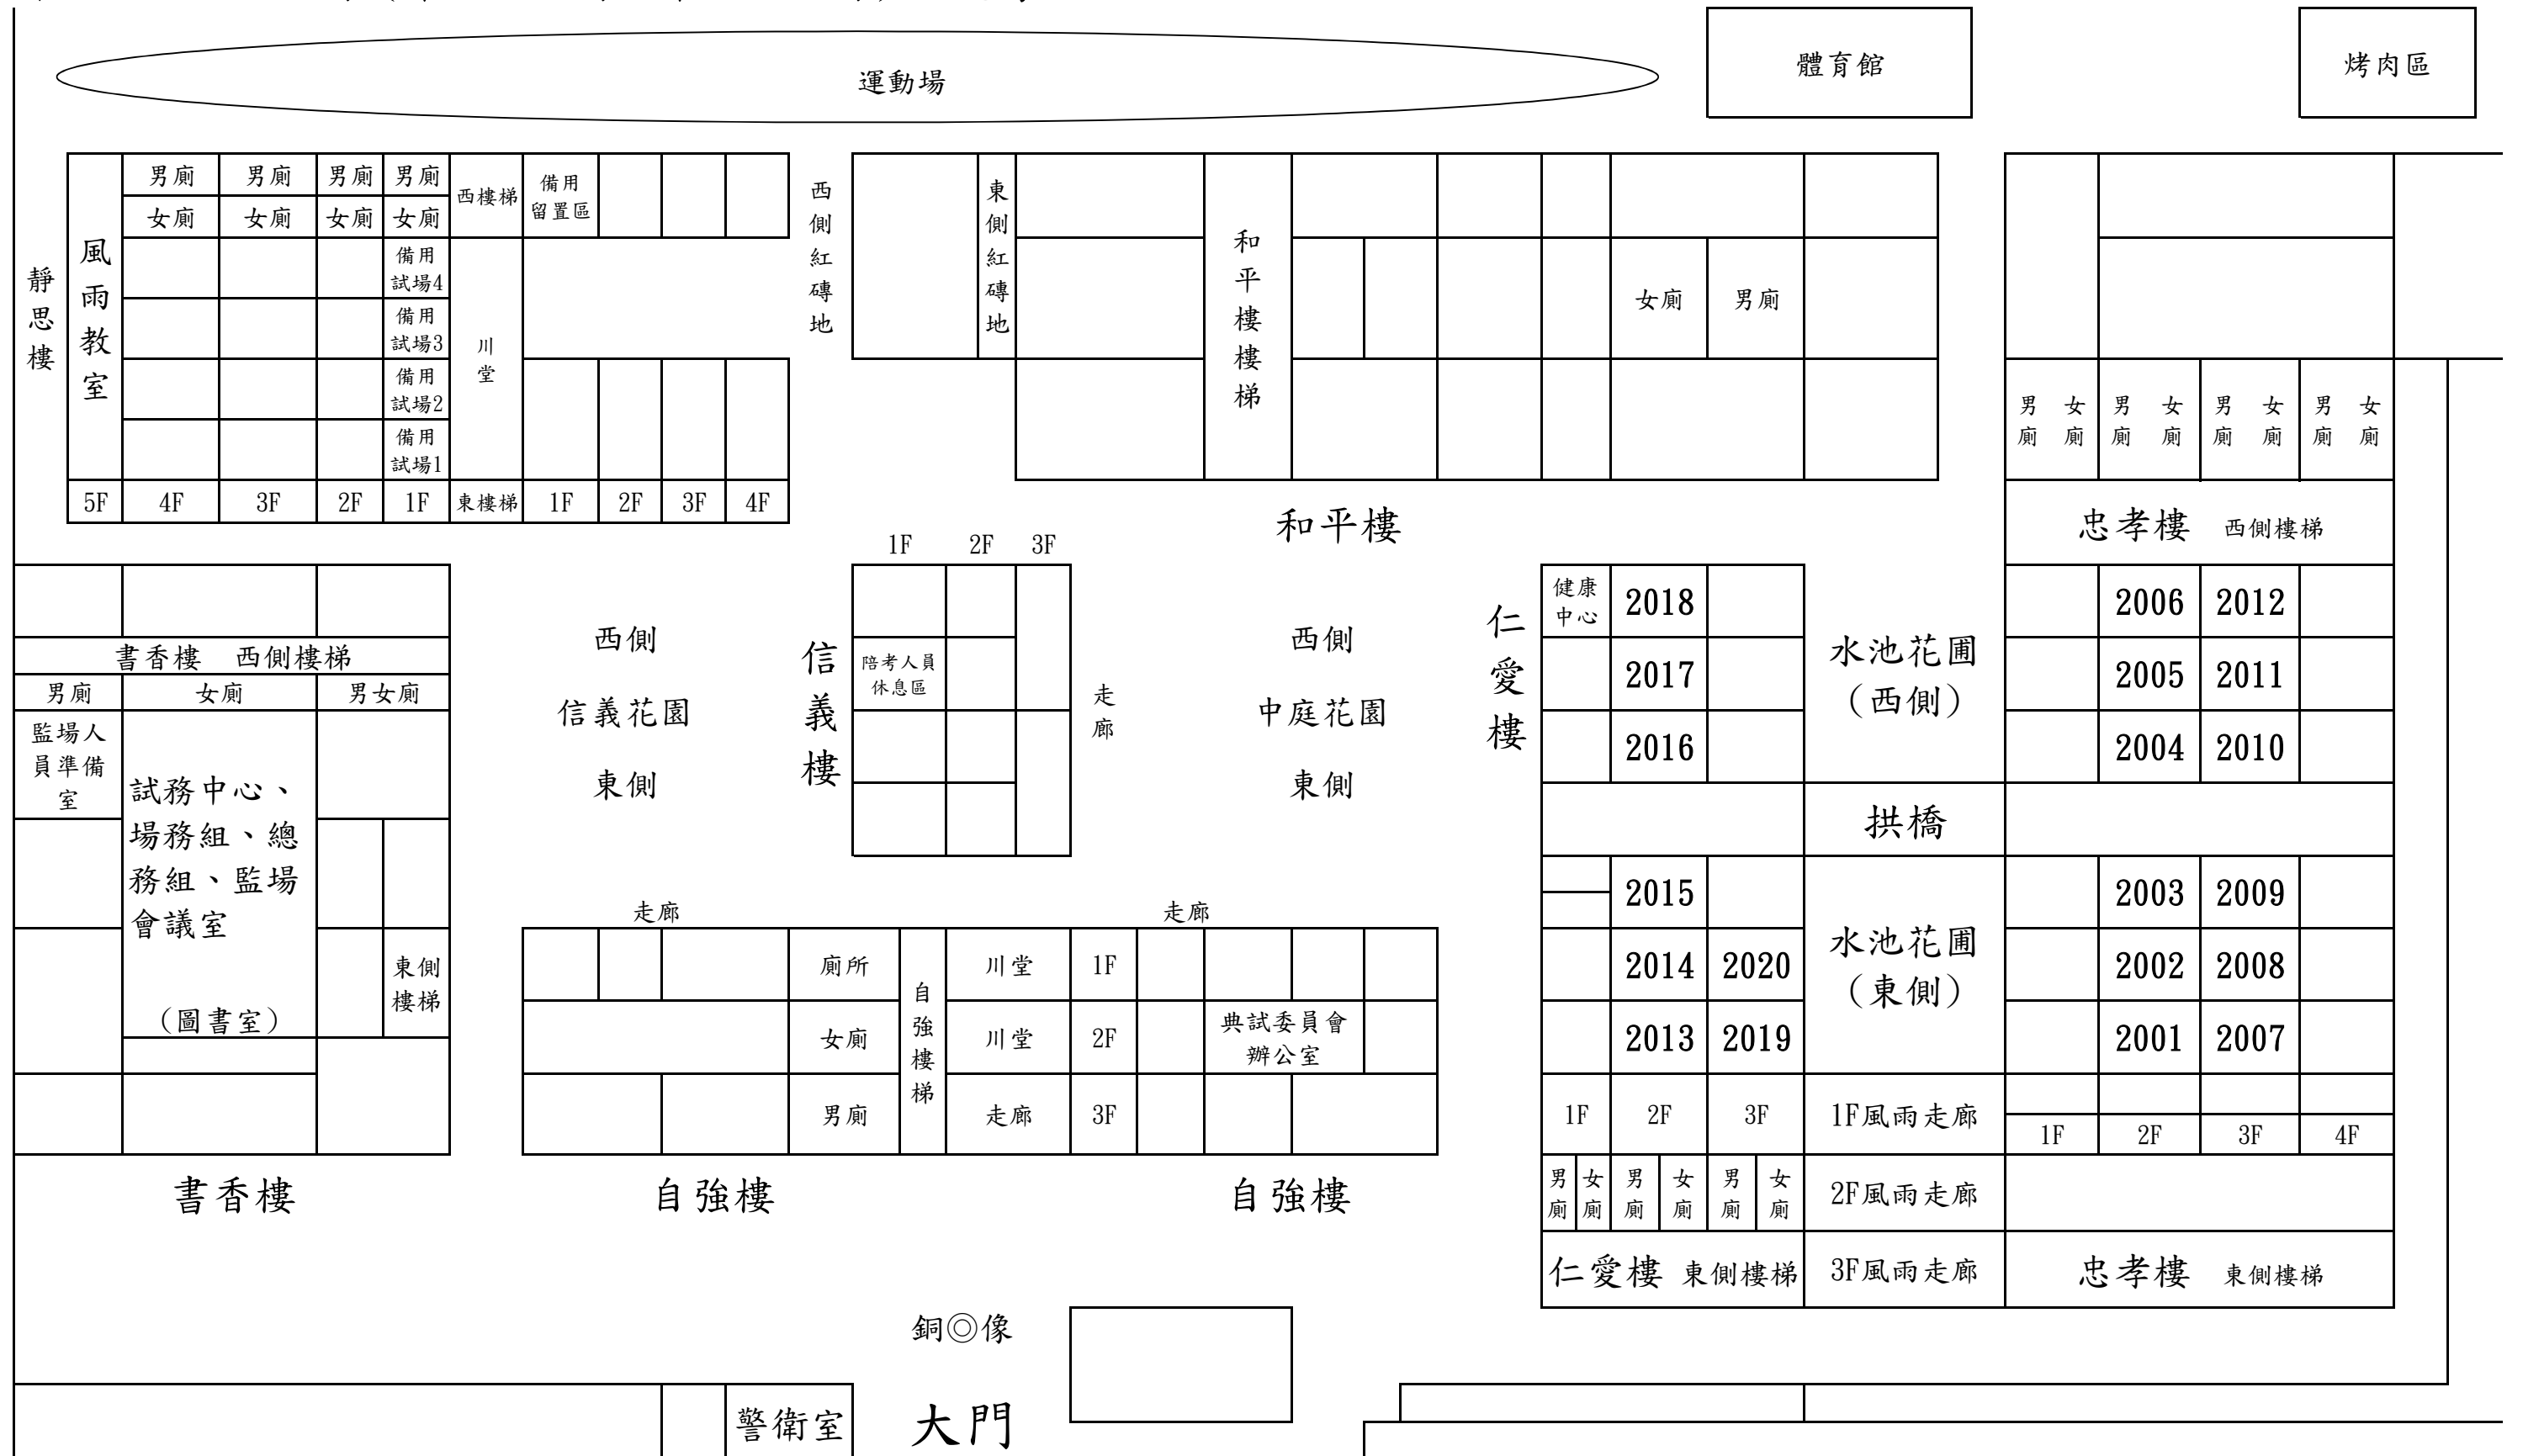 運動場
體育館
烤肉區
靜思樓
風雨教室
男廁 男廁 男廁 男廁
女廁 女廁 女廁 女廁
備用
試場4
備用
試場3
備用
試場2
備用
試場1
西樓梯
川堂
備用
留置區
5F 4F 3F 2F 1F 東樓梯 1F 2F 3F 4F
西側紅磚地
東側紅磚地
和平樓樓梯
女廁 男廁
和平樓
男廁 女廁 男廁 女廁 男廁 女廁 男廁 女廁
忠孝樓 西側樓梯
書香樓 西側樓梯
男廁 女廁 男女廁
監場人
員準備
室
試務中心、
場務組、總
務組、監場
會議室
(圖書室)
東側
樓梯
書香樓
西側
信義花園
東側
信義樓
1F 2F 3F
陪考人員
休息區
走廊
西側
中庭花園
東側
仁愛樓
健康
中心
2018
2017
2016
2015
2014 2020
2013 2019
1F 2F 3F
男廁 女廁 男廁 女廁 男廁 女廁
仁愛樓 東側樓梯
水池花圃
(西側)
拱橋
水池花圃
(東側)
1F風雨走廊
2F風雨走廊
3F風雨走廊
2006 2012
2005 2011
2004 2010
2003 2009
2002 2008
2001 2007
1F 2F 3F 4F
忠孝樓 東側樓梯
走廊 走廊
廁所 川堂 1F
女廁 川堂 2F
男廁 走廊 3F
自強樓梯
典試委員會
辦公室
自強樓 自強樓
銅◎像
警衛室
大門